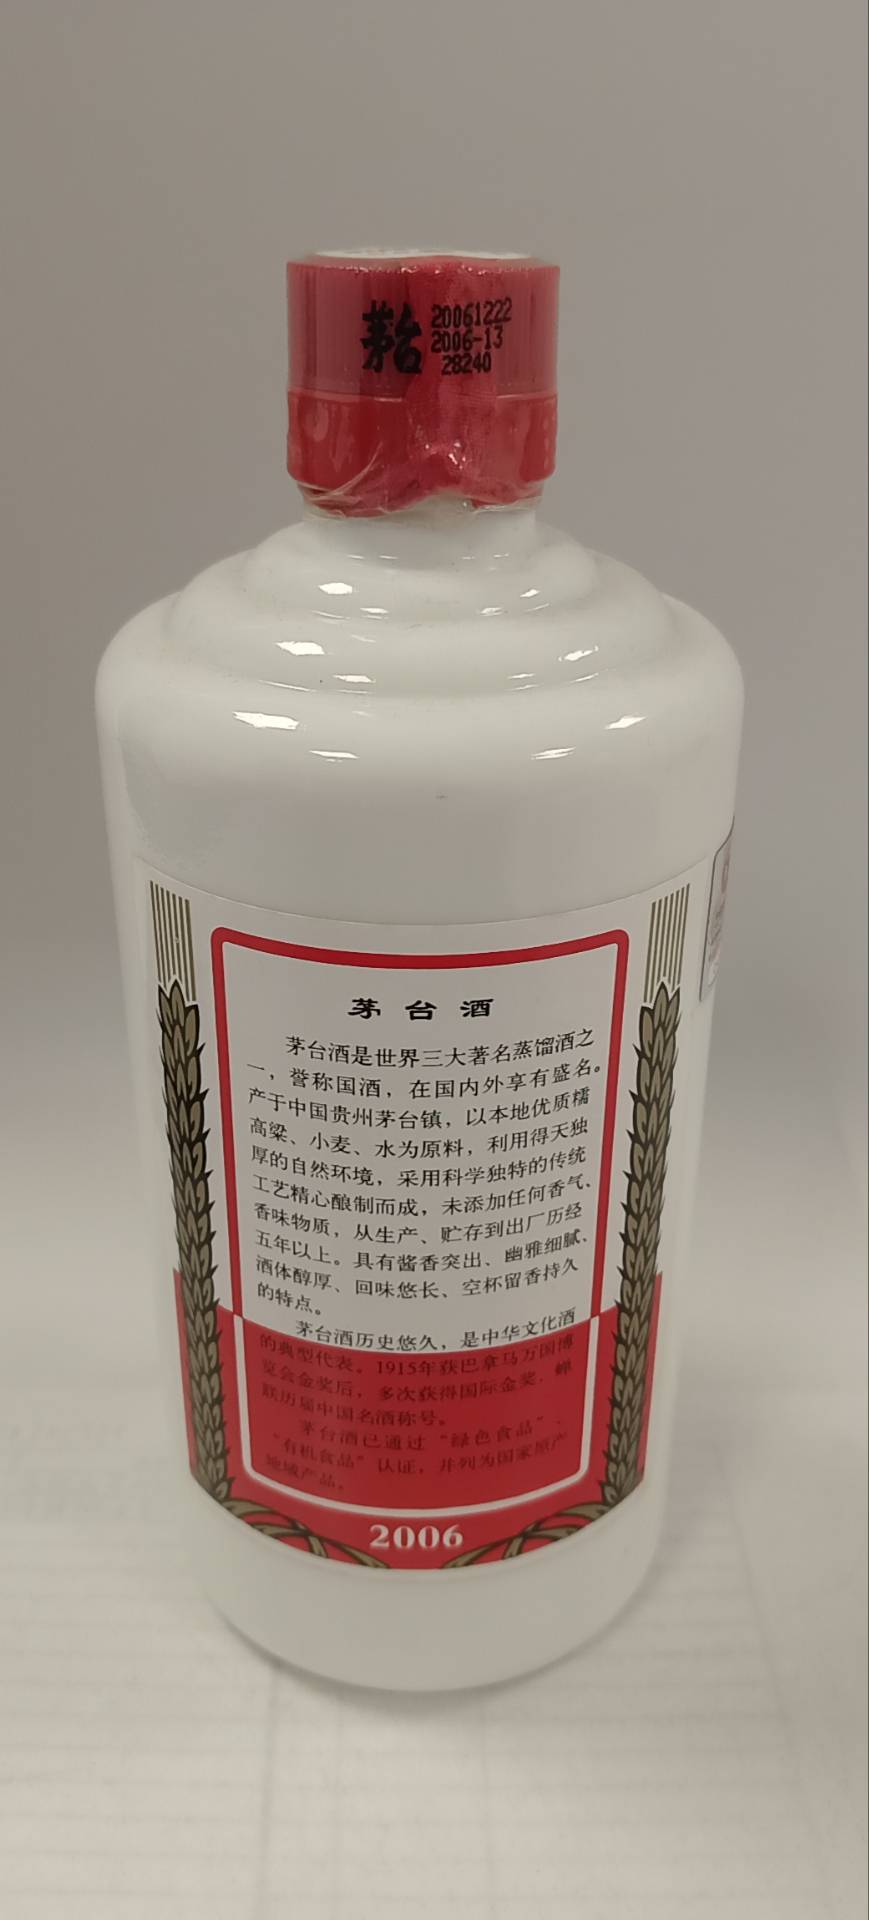 茅台
20061222
2006-13
28240
茅台酒
茅台酒是世界三大著名蒸馏酒之
一，誉称国酒，在国内外享有盛名。
产于中国贵州茅台镇，以本地优质糯
高粱、小麦、水为原料，利用得天独
厚的自然环境，采用科学独特的传统
工艺精心酿制而成，未添加任何香气、
香味物质，从生产、贮存到出厂历经
五年以上。具有酱香突出、幽雅细腻、
酒体醇厚、回味悠长、空杯留香持久
的特点。
茅台酒历史悠久，是中华文化酒
的典型代表。1915年获巴拿马万国博
览会金奖后，多次获得国际金奖，蝉
联历届中国名酒称号。
茅台酒已通过“绿色食品”、
“有机食品”认证，并列为国家原产
地域产品。
2006